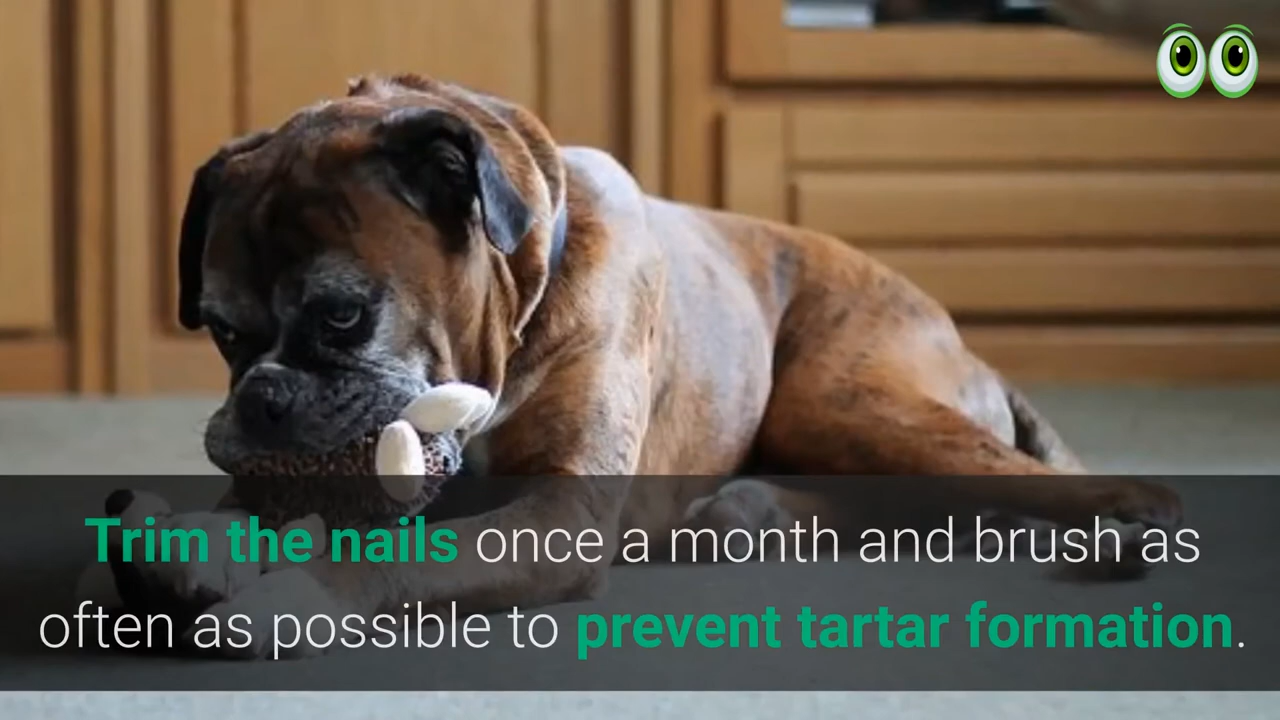 Trim the nails once a month and brush as
often as possible to prevent tartar formation.